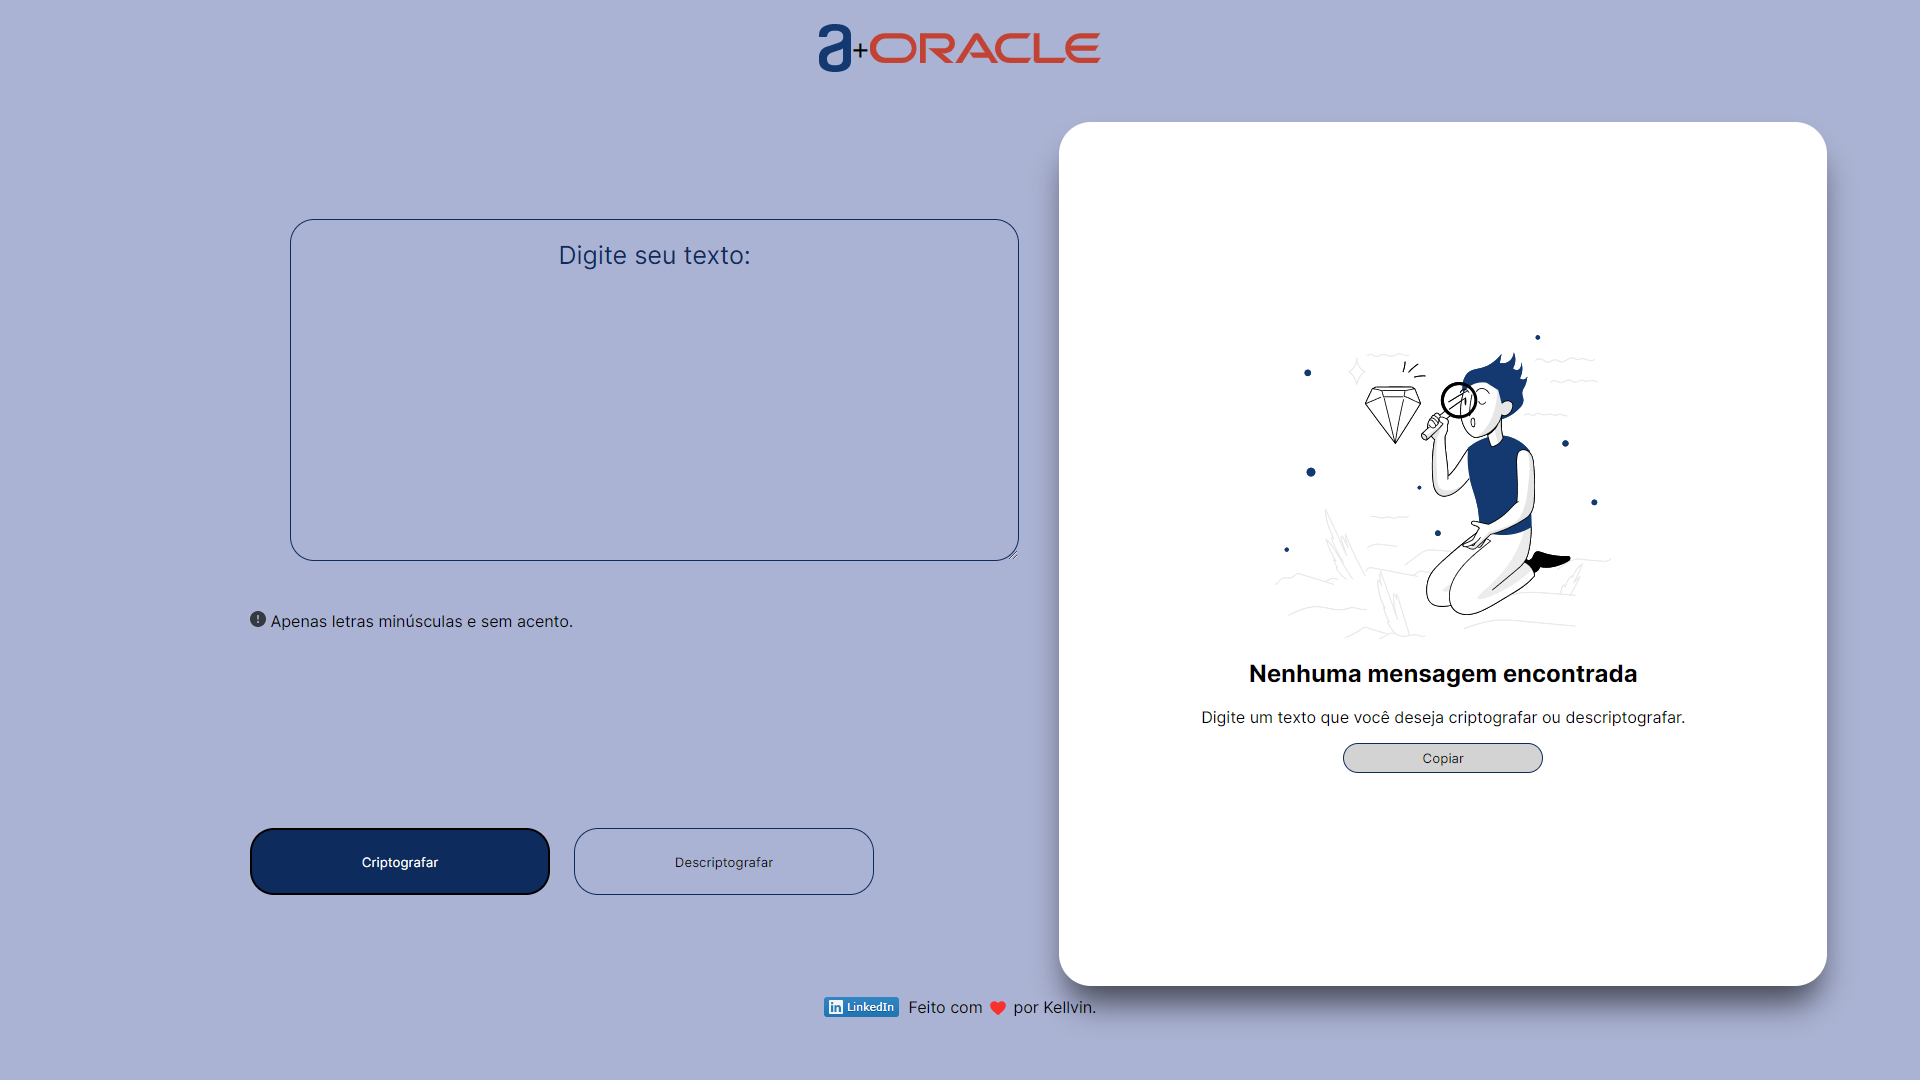 a+ORACLE
Digite seu texto:
Apenas letras minúsculas e sem acento.
Criptografar
Descriptografar
Nenhuma mensagem encontrada
Digite um texto que você deseja criptografar ou descriptografar.
Copiar
in LinkedIn Feito com ❤ por Kellvin.